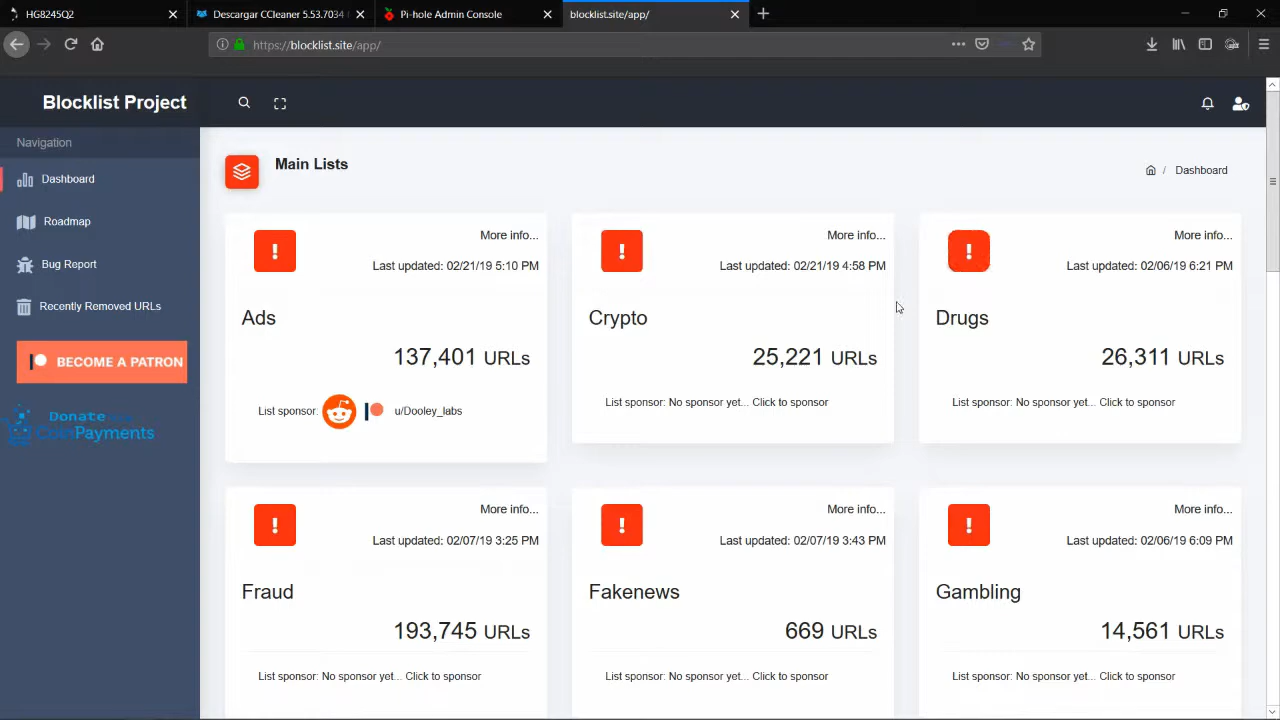 HG8245Q2
Descargar CCleaner 5.53.7034
Pi-hole Admin Console
blocklist.site/app/
https://blocklist.site/app/
Blocklist Project
Navigation
Dashboard
Roadmap
Bug Report
Recently Removed URLs
BECOME A PATRON
Donate
CoinPayments
Main Lists
/ Dashboard
More info...
Last updated: 02/21/19 5:10 PM
Ads
137,401 URLs
List sponsor: u/Dooley_labs
More info...
Last updated: 02/21/19 4:58 PM
Crypto
25,221 URLs
List sponsor: No sponsor yet... Click to sponsor
More info...
Last updated: 02/06/19 6:21 PM
Drugs
26,311 URLs
List sponsor: No sponsor yet... Click to sponsor
More info...
Last updated: 02/07/19 3:25 PM
Fraud
193,745 URLs
List sponsor: No sponsor yet... Click to sponsor
More info...
Last updated: 02/07/19 3:43 PM
Fakenews
669 URLs
List sponsor: No sponsor yet... Click to sponsor
More info...
Last updated: 02/06/19 6:09 PM
Gambling
14,561 URLs
List sponsor: No sponsor yet... Click to sponsor